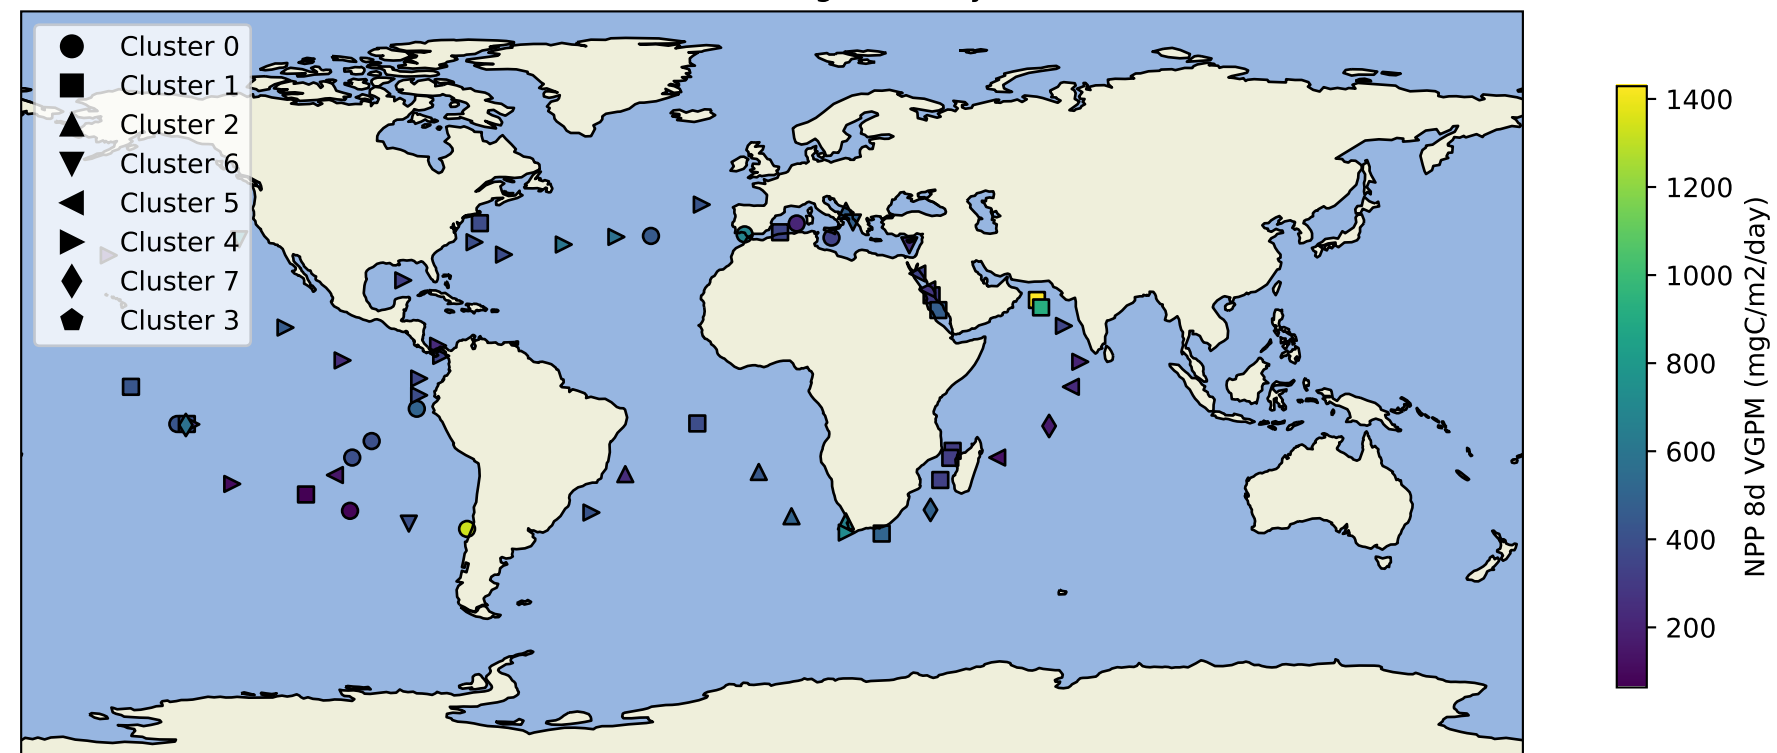 Cluster 0
Cluster 1
Cluster 2
Cluster 6
Cluster 5
Cluster 4
Cluster 7
Cluster 3
1400
1200
1000
800
600
400
200
NPP 8d VGPM (mgC/m2/day)